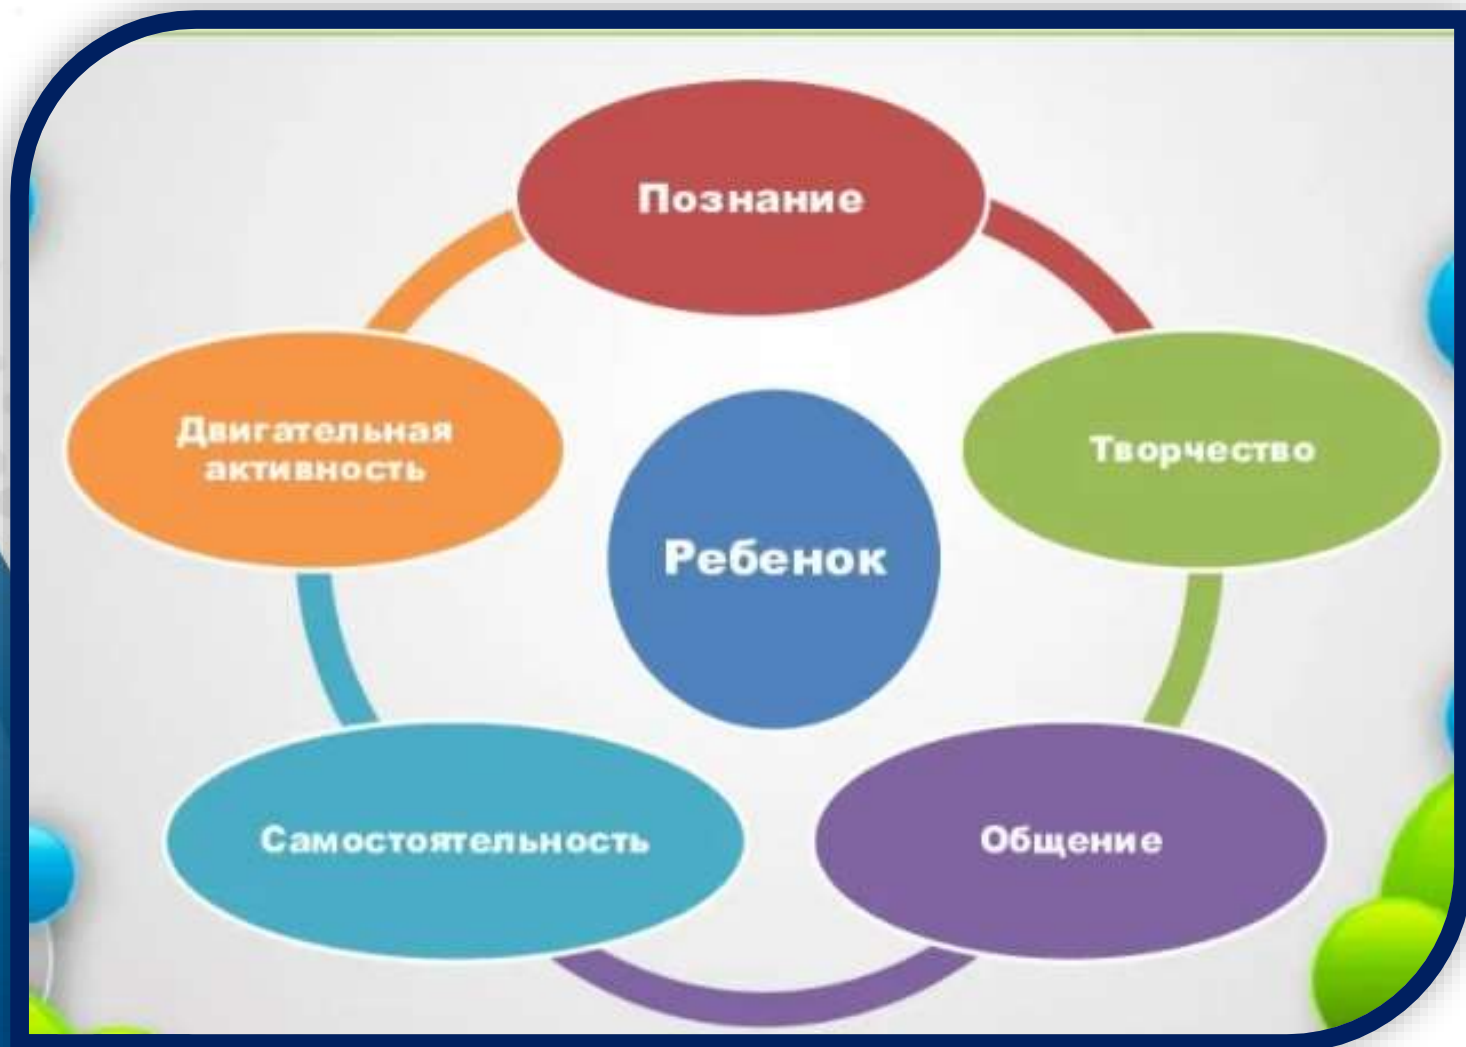 Познание
Двигательная
активность
Творчество
Ребенок
Самостоятельность
Общение